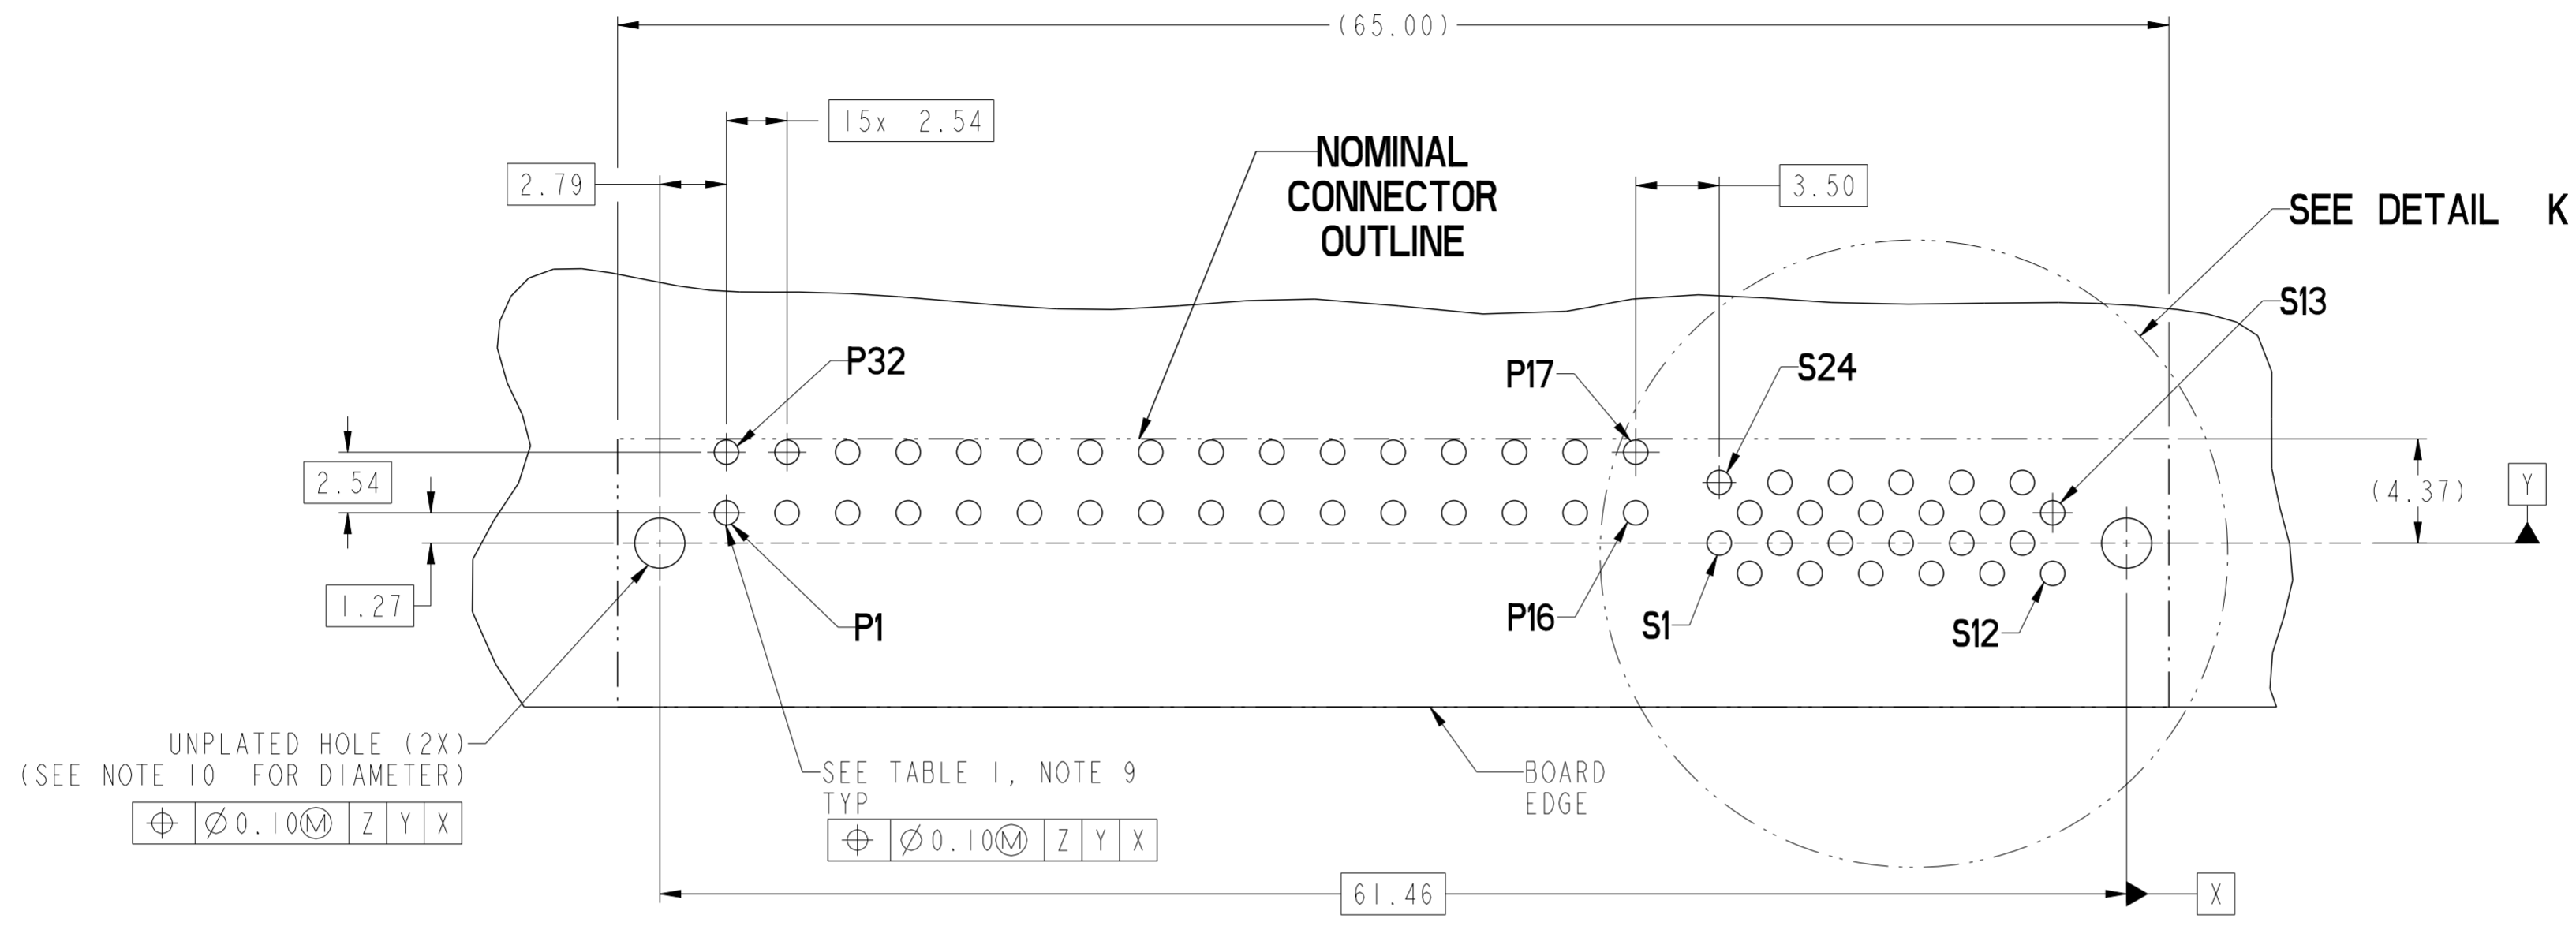 (65.00)
15x 2.54
2.79
NOMINAL
CONNECTOR
OUTLINE
3.50
SEE DETAIL K
S13
P32
P17
S24
2.54
(4.37)
Y
1.27
P1
P16
S1
S12
UNPLATED HOLE (2X)
(SEE NOTE 10 FOR DIAMETER)
⌖ ∅0.10Ⓜ Z Y X
SEE TABLE 1, NOTE 9
TYP
⌖ ∅0.10Ⓜ Z Y X
BOARD
EDGE
61.46
X